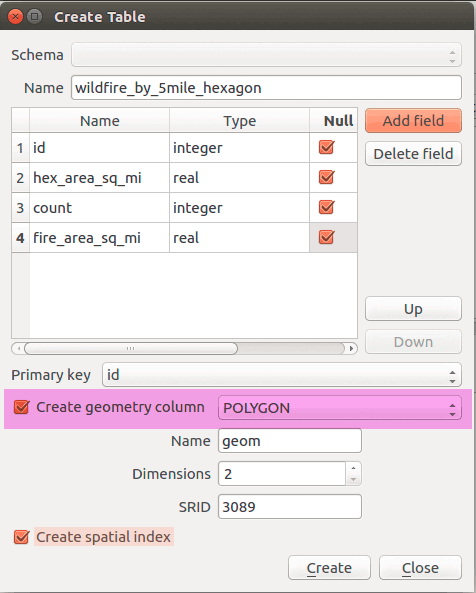 Create Table
Schema
Name wildfire_by_5mile_hexagon
Name Type Null
1 id integer
2 hex_area_sq_mi real
3 count integer
4 fire_area_sq_mi real
Add field
Delete field
Up
Down
Primary key id
Create geometry column POLYGON
Name geom
Dimensions 2
SRID 3089
Create spatial index
Create Close